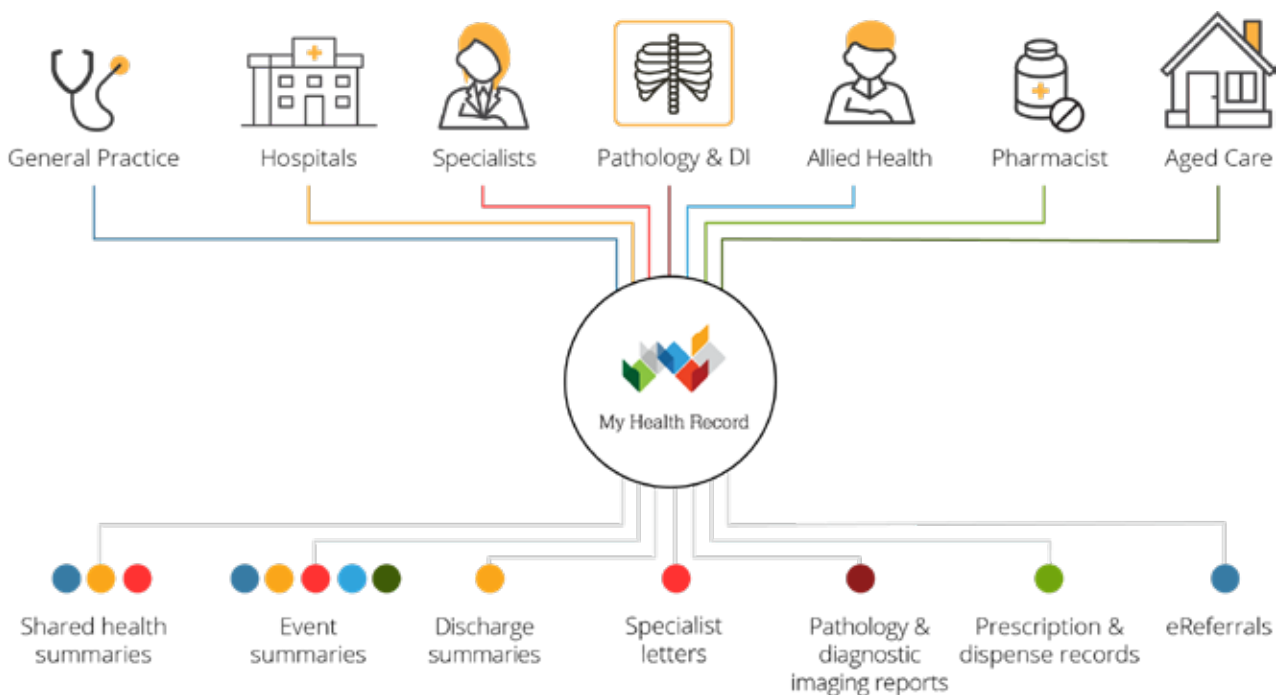 General Practice
Hospitals
Specialists
Pathology & DI
Allied Health
Pharmacist
Aged Care
My Health Record
Shared health
summaries
Event
summaries
Discharge
summaries
Specialist
letters
Pathology &
diagnostic
imaging reports
Prescription &
dispense records
eReferrals